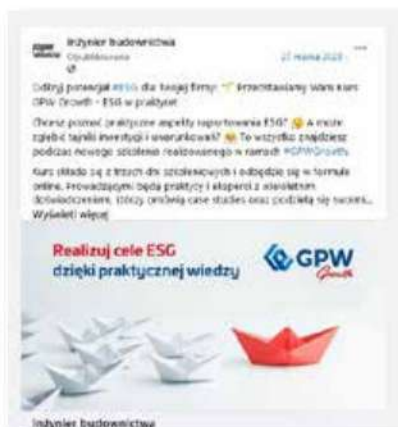 Inżynier budownictwa
Opublikowane
27 marca
Odkryj potencjał #ESG dla Twojej firmy! Przedstawiamy Wam kurs
GPW Growth - ESG w praktyce!
Chcesz poznać praktyczne aspekty raportowania ESG? A może
zgłębić tajniki inwestycji i uwarunkowań? To wszystko znajdziesz
podczas nowego szkolenia realizowanego w ramach #GPWGrowth.
Kurs składa się z trzech dni szkoleniowych i odbędzie się w formule
online. Prowadzącymi będą praktycy i eksperci z wieloletnim
doświadczeniem, którzy omówią case studies oraz podzielą się swoimi...
Wyświetl więcej
Realizuj cele ESG
dzięki praktycznej wiedzy
GPW
Growth
Inżynier budownictwa